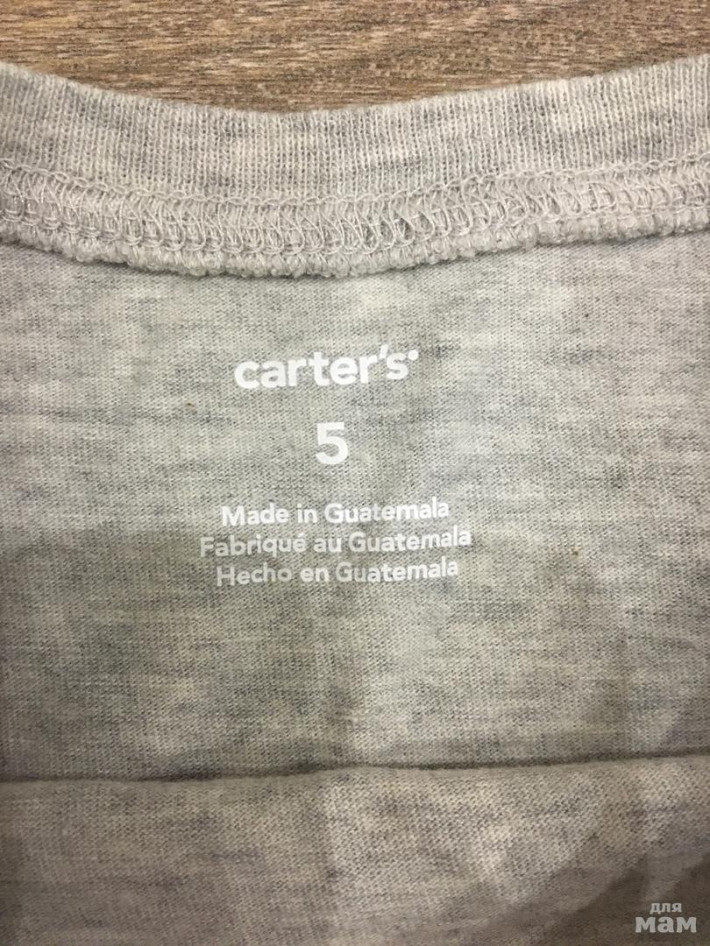 carter's
5
Made in Guatemala
Fabriqué au Guatemala
Hecho en Guatemala
для
мам